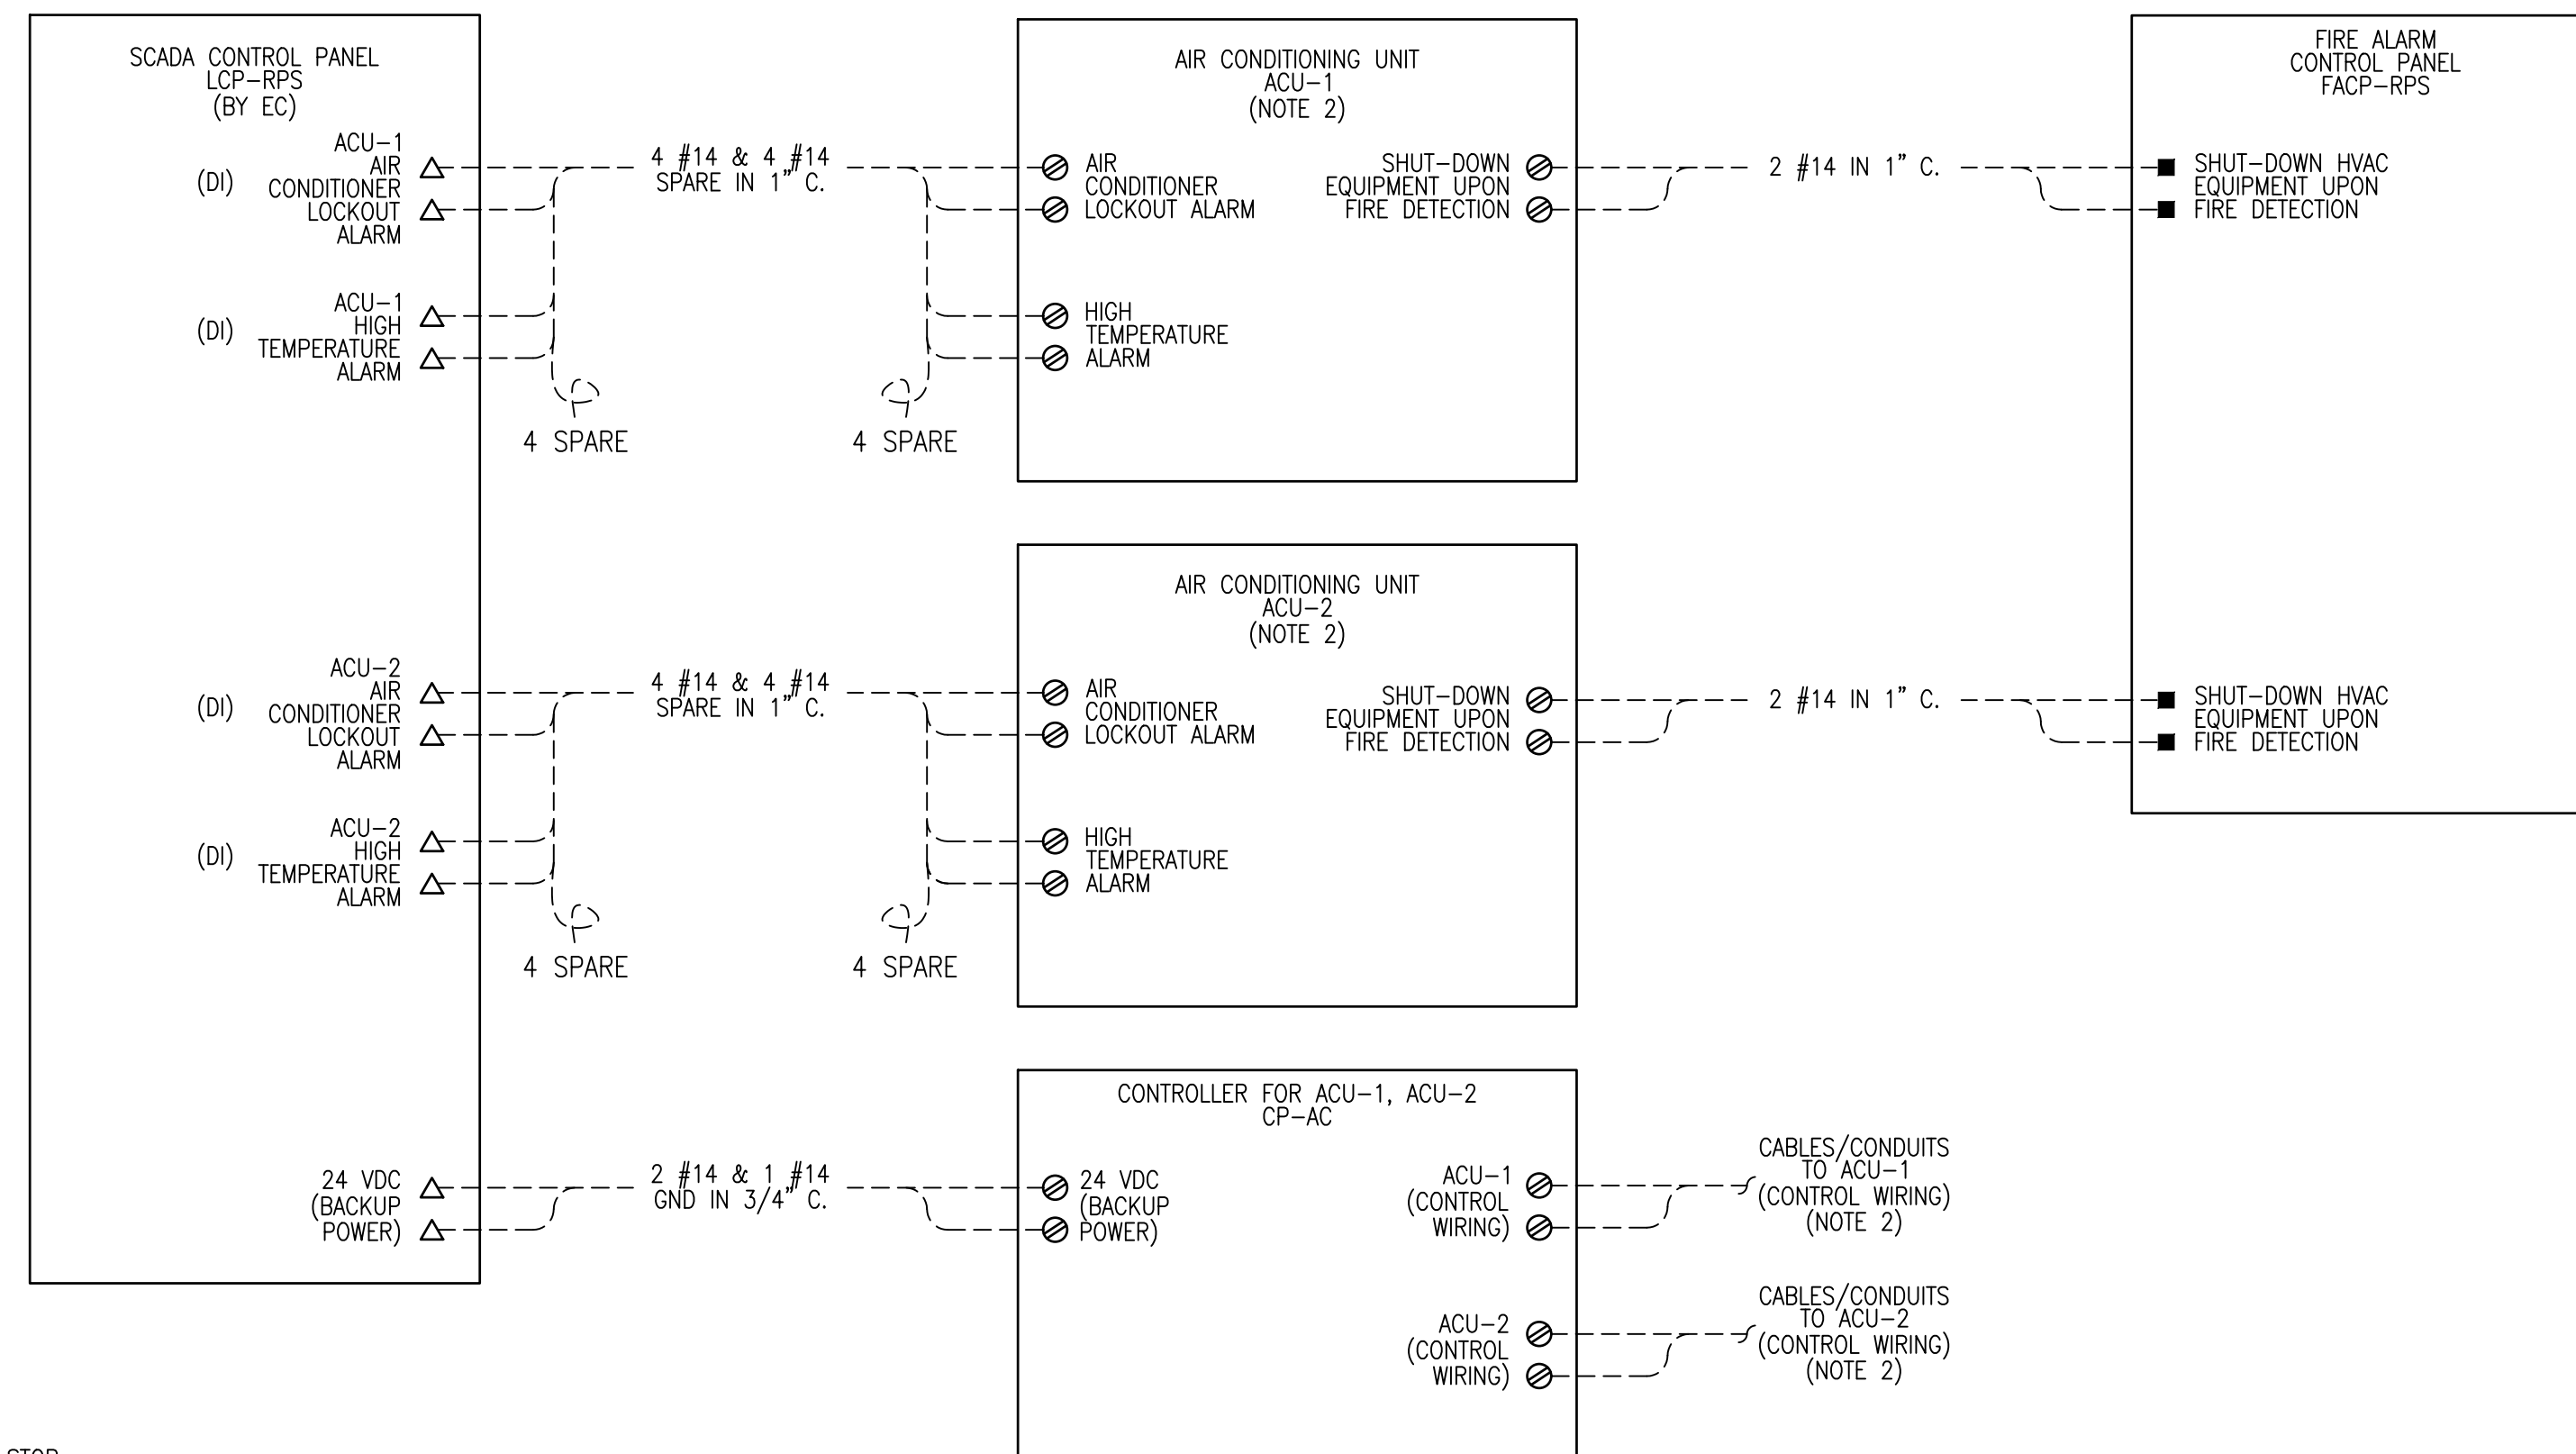 SCADA CONTROL PANEL
LCP-RPS
(BY EC)
ACU-1
AIR
CONDITIONER
LOCKOUT
ALARM
(DI)
ACU-1
HIGH
TEMPERATURE
ALARM
(DI)
4 #14 & 4 #14
SPARE IN 1" C.
4 SPARE
4 SPARE
AIR CONDITIONING UNIT
ACU-1
(NOTE 2)
AIR
CONDITIONER
LOCKOUT ALARM
HIGH
TEMPERATURE
ALARM
SHUT-DOWN
EQUIPMENT UPON
FIRE DETECTION
2 #14 IN 1" C.
FIRE ALARM
CONTROL PANEL
FACP-RPS
SHUT-DOWN HVAC
EQUIPMENT UPON
FIRE DETECTION
ACU-2
AIR
CONDITIONER
LOCKOUT
ALARM
(DI)
ACU-2
HIGH
TEMPERATURE
ALARM
(DI)
4 #14 & 4 #14
SPARE IN 1" C.
4 SPARE
4 SPARE
AIR CONDITIONING UNIT
ACU-2
(NOTE 2)
AIR
CONDITIONER
LOCKOUT ALARM
HIGH
TEMPERATURE
ALARM
SHUT-DOWN
EQUIPMENT UPON
FIRE DETECTION
2 #14 IN 1" C.
SHUT-DOWN HVAC
EQUIPMENT UPON
FIRE DETECTION
24 VDC
(BACKUP
POWER)
2 #14 & 1 #14
GND IN 3/4" C.
CONTROLLER FOR ACU-1, ACU-2
CP-AC
24 VDC
(BACKUP
POWER)
ACU-1
(CONTROL
WIRING)
CABLES/CONDUITS
TO ACU-1
(CONTROL WIRING)
(NOTE 2)
ACU-2
(CONTROL
WIRING)
CABLES/CONDUITS
TO ACU-2
(CONTROL WIRING)
(NOTE 2)